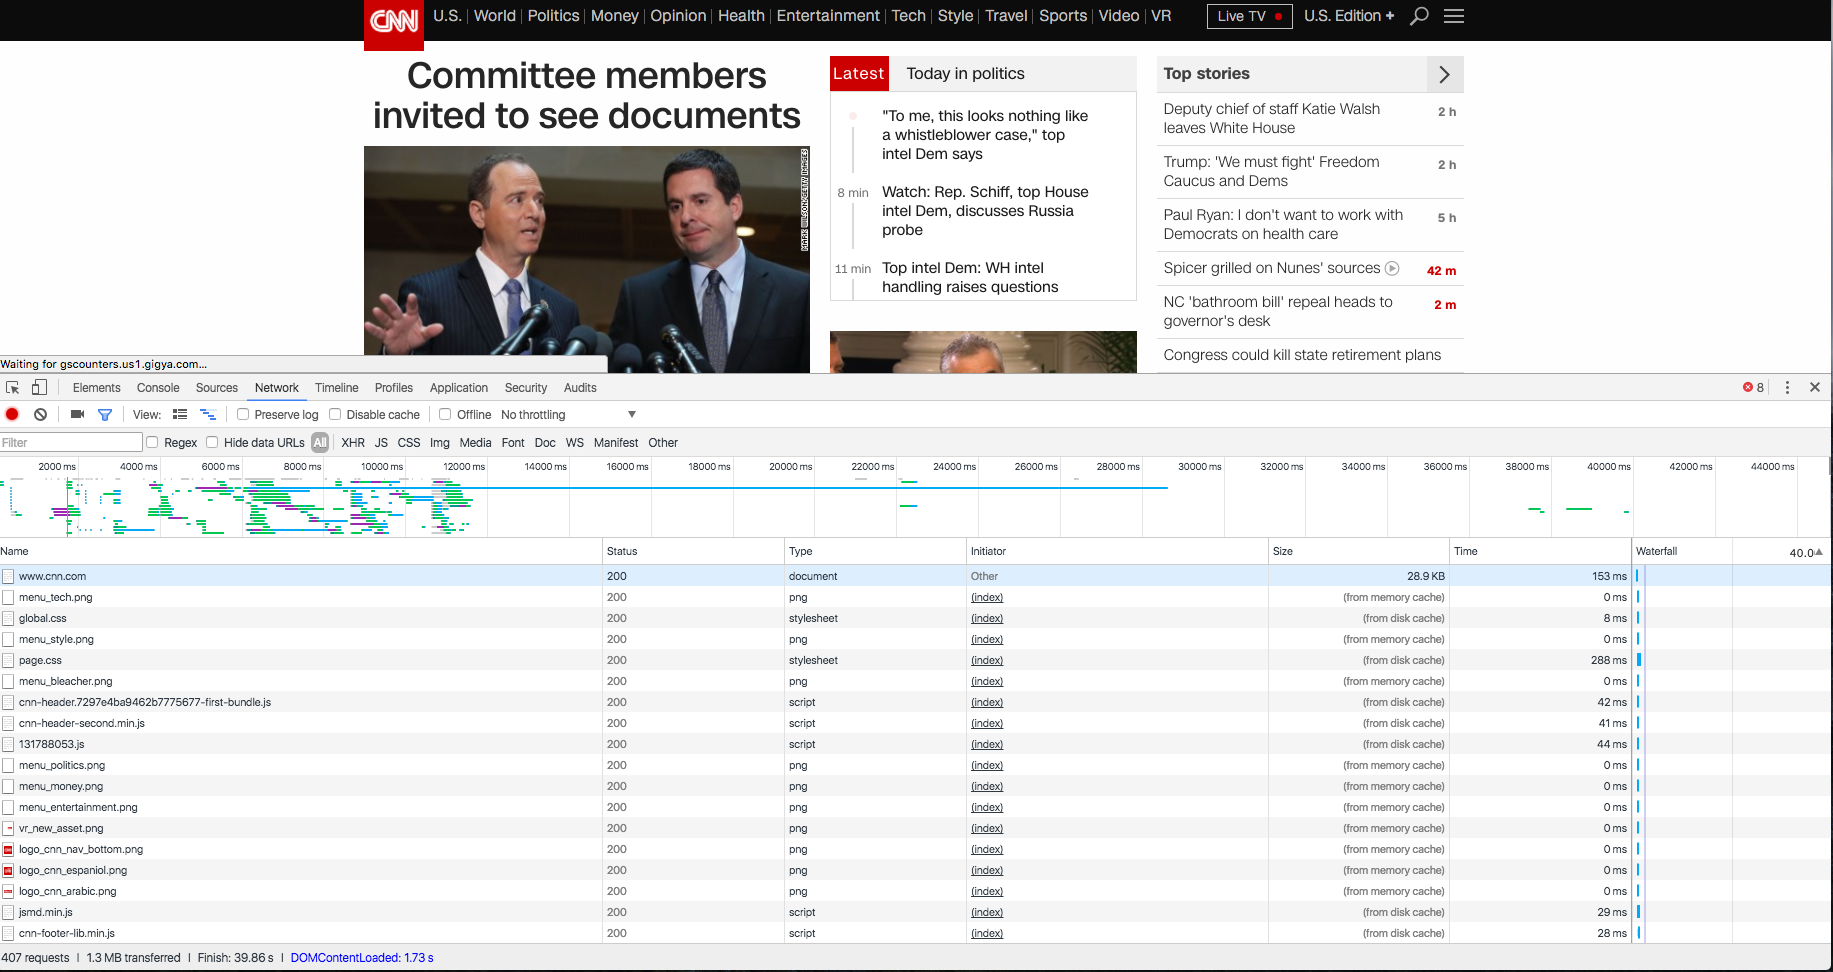 CNN U.S. World Politics Money Opinion Health Entertainment Tech Style Travel Sports Video VR Live TV U.S. Edition +
Committee members
invited to see documents
MARK WILSON/GETTY IMAGES
Latest Today in politics
"To me, this looks nothing like
a whistleblower case," top
intel Dem says
8 min Watch: Rep. Schiff, top House
intel Dem, discusses Russia
probe
11 min Top intel Dem: WH intel
handling raises questions
Top stories
Deputy chief of staff Katie Walsh
leaves White House
2 h
Trump: 'We must fight' Freedom
Caucus and Dems
2 h
Paul Ryan: I don't want to work with
Democrats on health care
5 h
Spicer grilled on Nunes' sources 42 m
NC 'bathroom bill' repeal heads to
governor's desk
2 m
Congress could kill state retirement plans
Waiting for gscounters.us1.gigya.com...
Elements Console Sources Network Timeline Profiles Application Security Audits 8
View: Preserve log Disable cache Offline No throttling
Filter Regex Hide data URLs All XHR JS CSS Img Media Font Doc WS Manifest Other
2000 ms 4000 ms 6000 ms 8000 ms 10000 ms 12000 ms 14000 ms 16000 ms 18000 ms 20000 ms 22000 ms 24000 ms 26000 ms 28000 ms 30000 ms 32000 ms 34000 ms 36000 ms 38000 ms 40000 ms 42000 ms 44000 ms
Name Status Type Initiator Size Time Waterfall 40.0
www.cnn.com 200 document Other 28.9 KB 153 ms
menu_tech.png 200 png (index) (from memory cache) 0 ms
global.css 200 stylesheet (index) (from disk cache) 8 ms
menu_style.png 200 png (index) (from memory cache) 0 ms
page.css 200 stylesheet (index) (from disk cache) 288 ms
menu_bleacher.png 200 png (index) (from memory cache) 0 ms
cnn-header.7297e4ba9462b7775677-first-bundle.js 200 script (index) (from disk cache) 42 ms
cnn-header-second.min.js 200 script (index) (from disk cache) 41 ms
131788053.js 200 script (index) (from disk cache) 44 ms
menu_politics.png 200 png (index) (from memory cache) 0 ms
menu_money.png 200 png (index) (from memory cache) 0 ms
menu_entertainment.png 200 png (index) (from memory cache) 0 ms
vr_new_asset.png 200 png (index) (from memory cache) 0 ms
logo_cnn_nav_bottom.png 200 png (index) (from memory cache) 0 ms
logo_cnn_espaniol.png 200 png (index) (from memory cache) 0 ms
logo_cnn_arabic.png 200 png (index) (from memory cache) 0 ms
jsmd.min.js 200 script (index) (from disk cache) 29 ms
cnn-footer-lib.min.js 200 script (index) (from disk cache) 28 ms
407 requests | 1.3 MB transferred | Finish: 39.86 s | DOMContentLoaded: 1.73 s